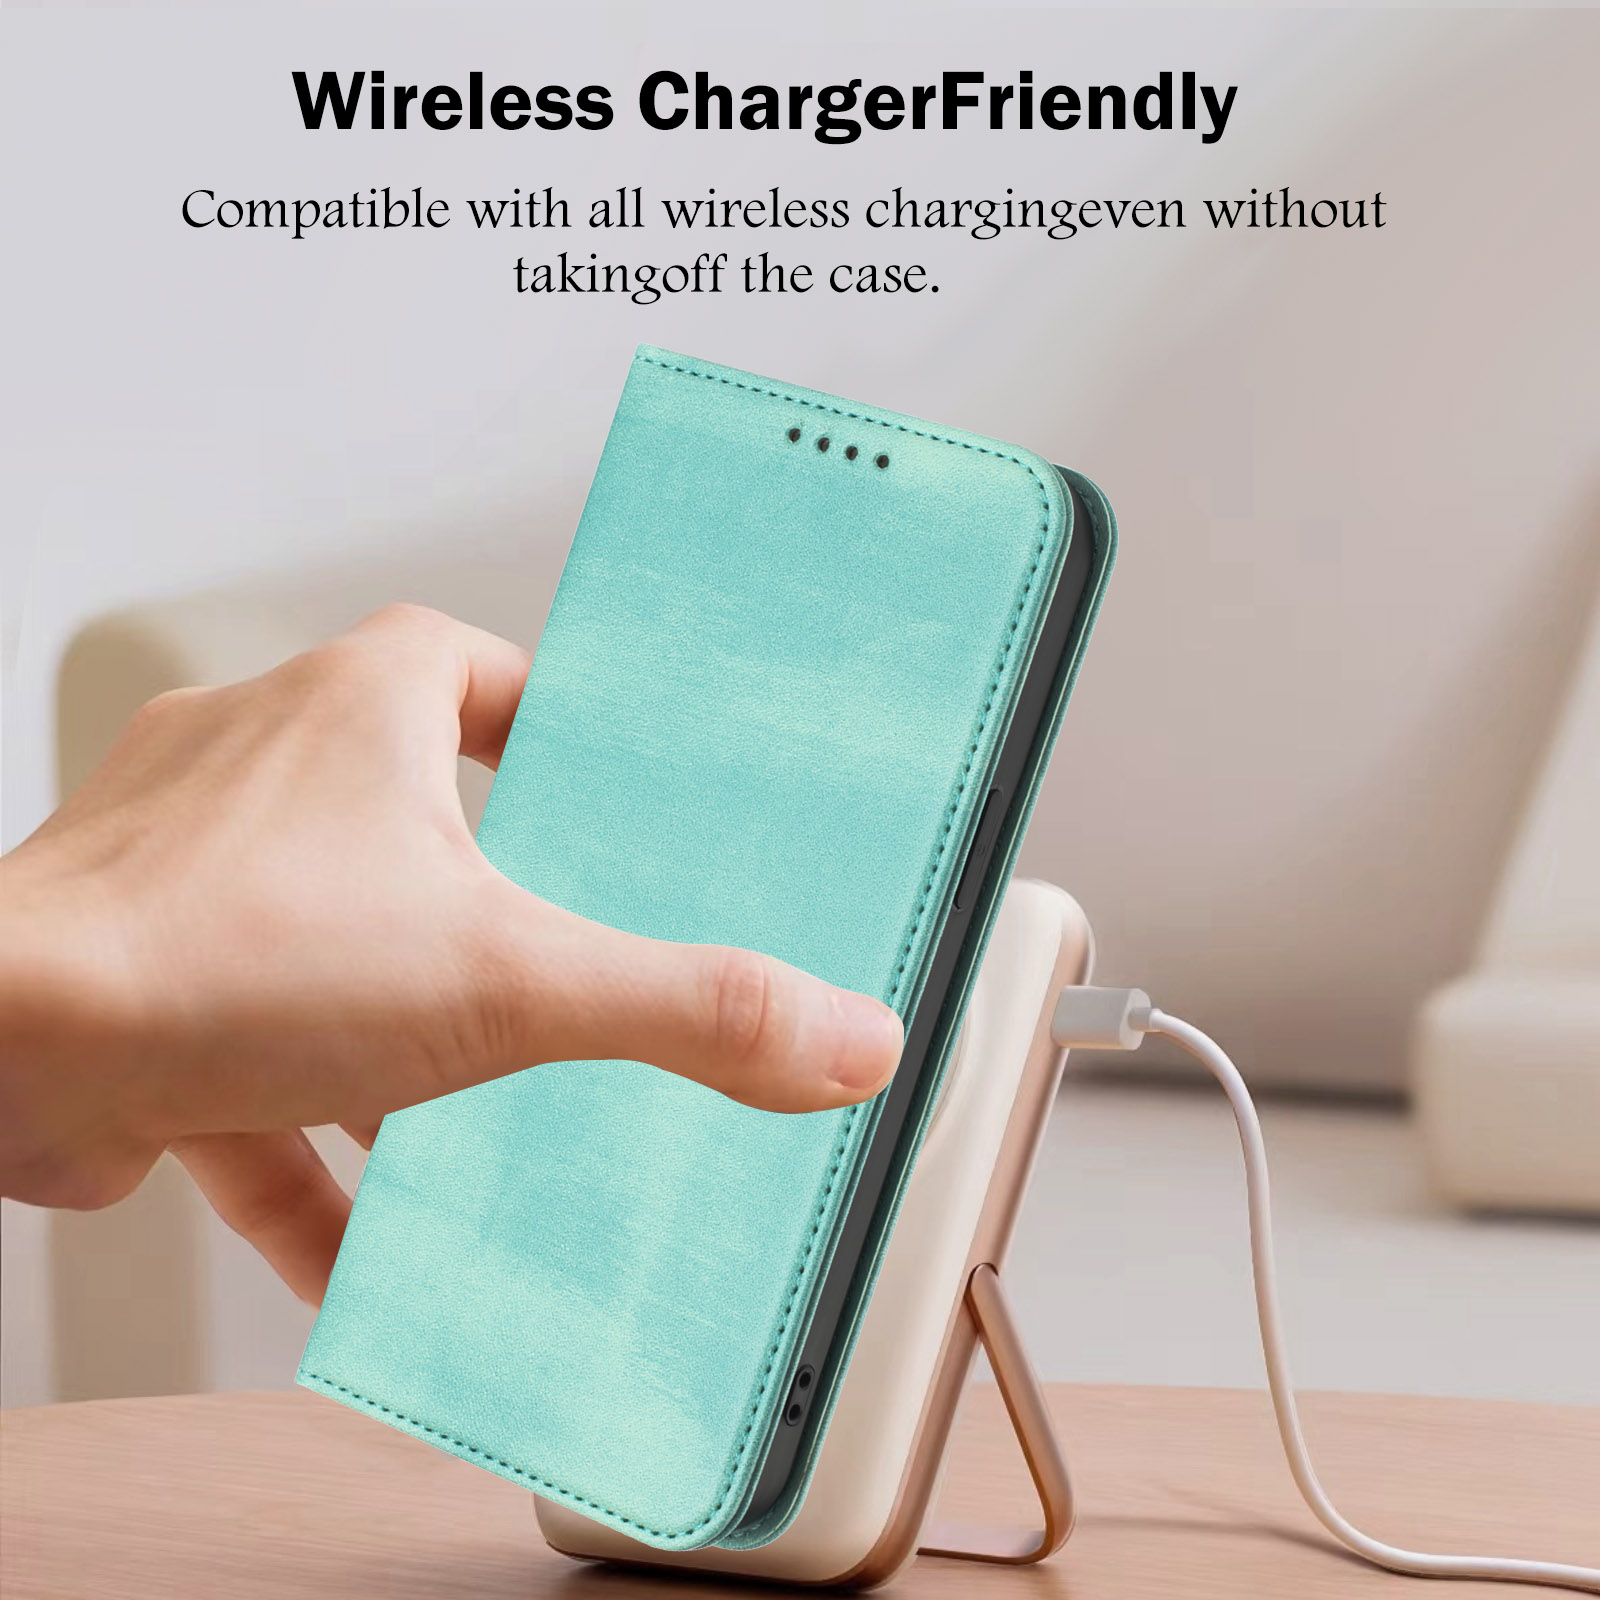 Wireless ChargerFriendly
Compatible with all wireless chargingeven without
takingoff the case.